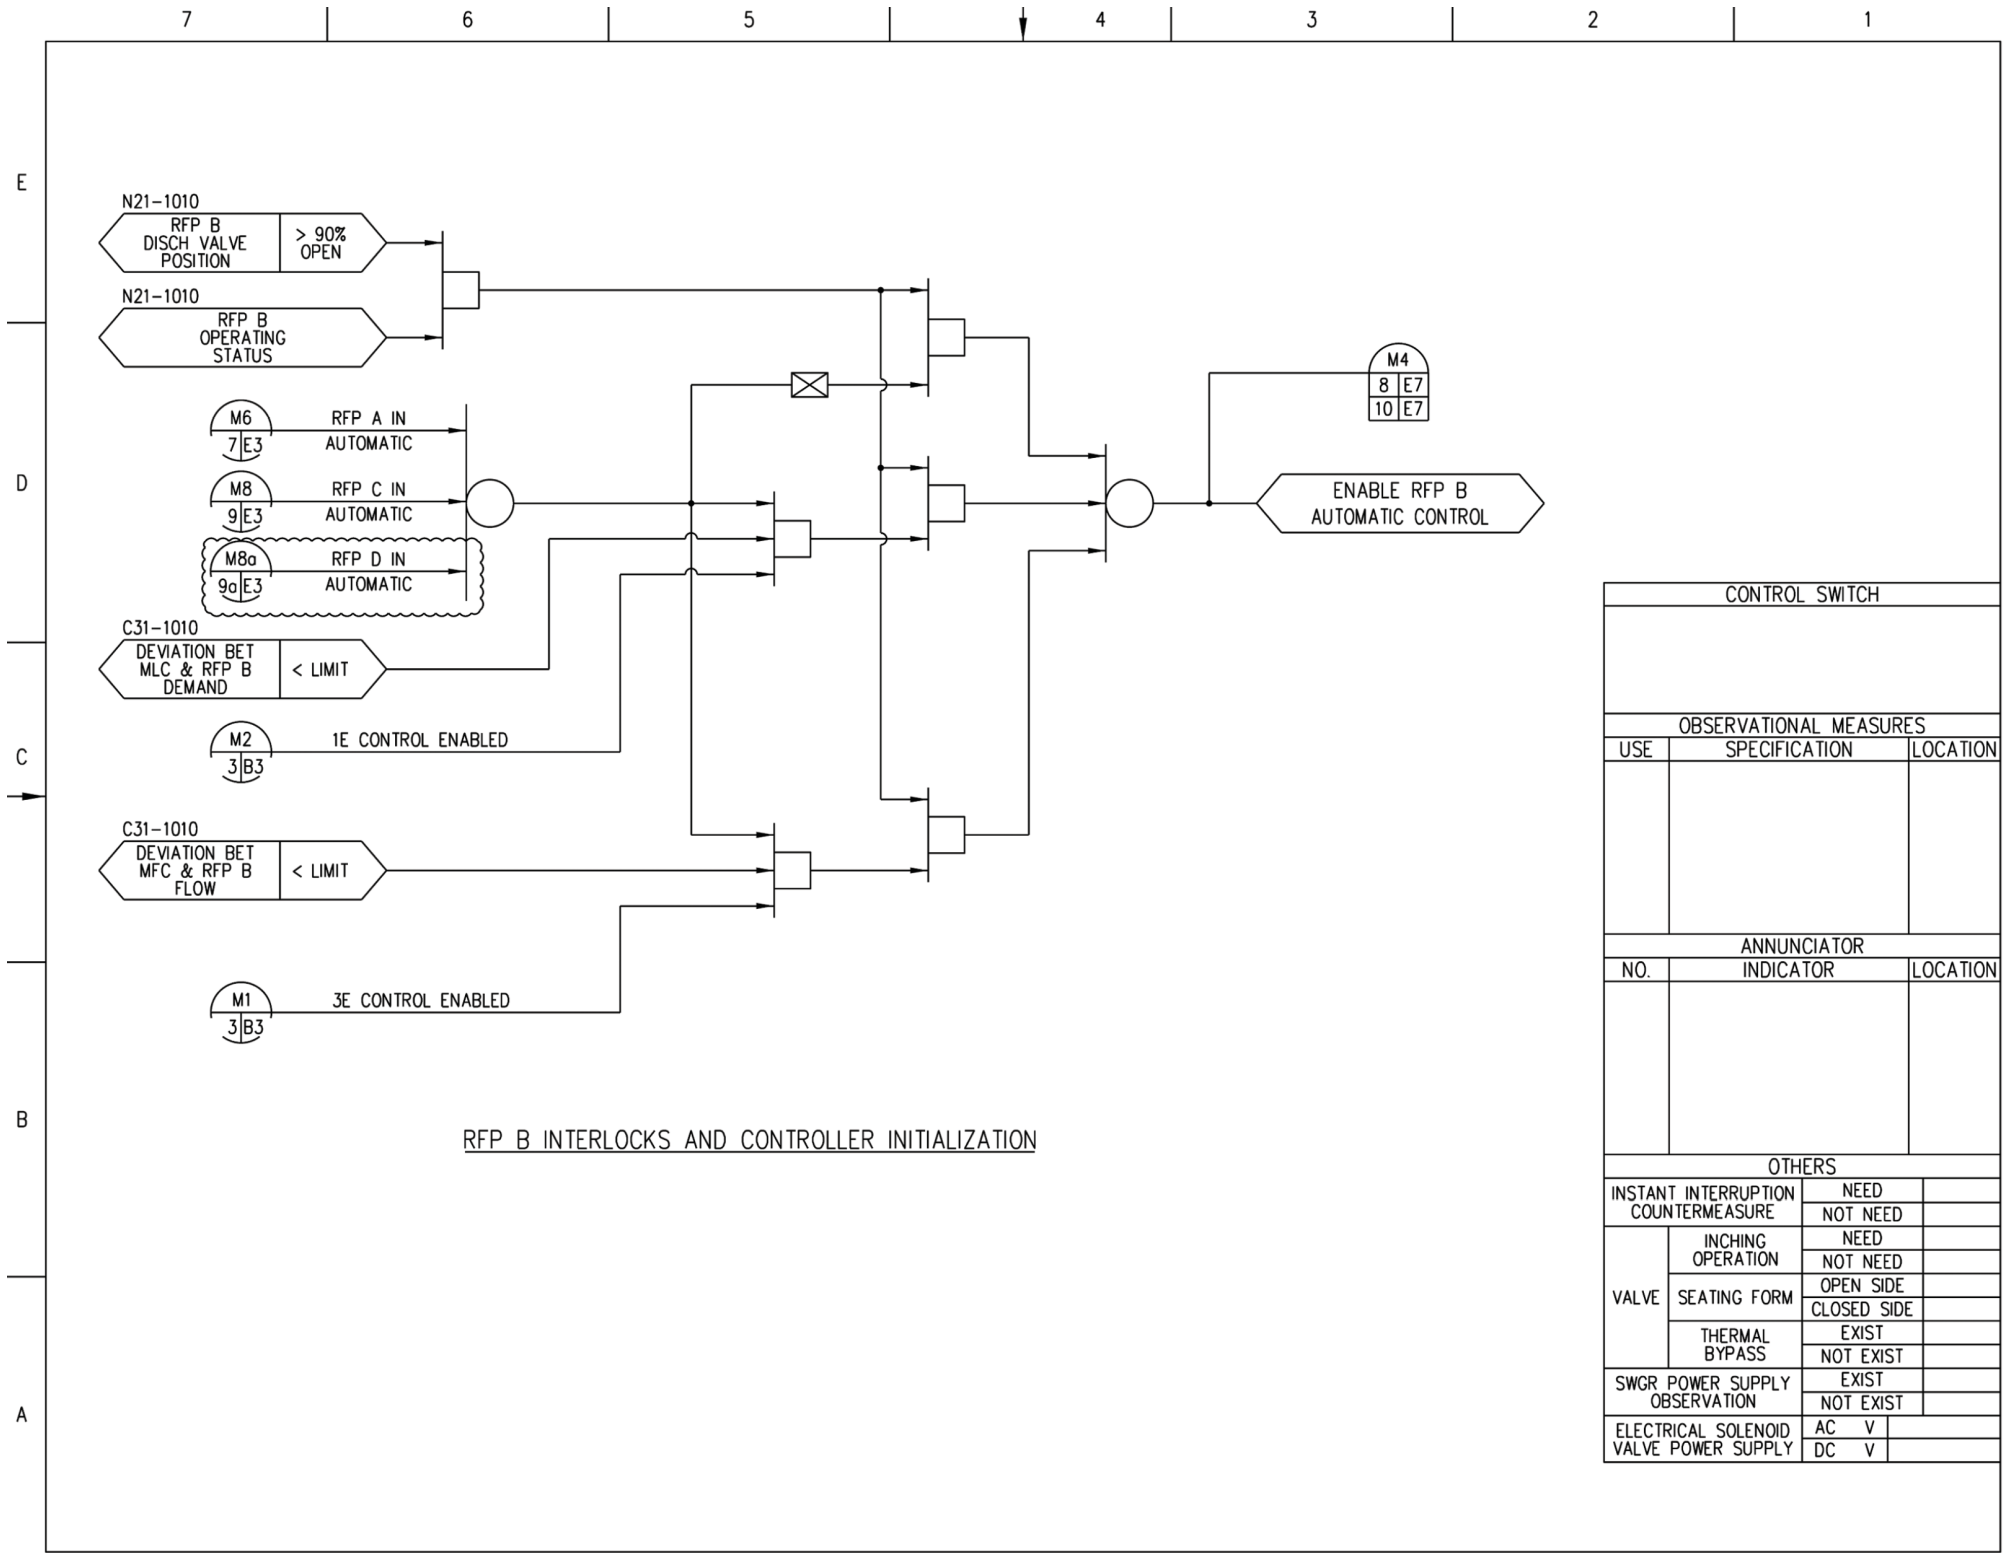 7 6 5 4 3 2 1
E
N21-1010
RFP B
DISCH VALVE
POSITION
> 90%
OPEN
N21-1010
RFP B
OPERATING
STATUS
M4
8 E7
10 E7
M6
7 E3
RFP A IN
AUTOMATIC
D
M8
9 E3
RFP C IN
AUTOMATIC
ENABLE RFP B
AUTOMATIC CONTROL
M8a
9a E3
RFP D IN
AUTOMATIC
C31-1010
DEVIATION BET
MLC & RFP B
DEMAND
< LIMIT
C
M2
3 B3
1E CONTROL ENABLED
C31-1010
DEVIATION BET
MFC & RFP B
FLOW
< LIMIT
M1
3 B3
3E CONTROL ENABLED
B
RFP B INTERLOCKS AND CONTROLLER INITIALIZATION
A
CONTROL SWITCH
OBSERVATIONAL MEASURES
USE SPECIFICATION LOCATION
ANNUNCIATOR
NO. INDICATOR LOCATION
OTHERS
INSTANT INTERRUPTION
COUNTERMEASURE
NEED
NOT NEED
VALVE
INCHING
OPERATION
NEED
NOT NEED
SEATING FORM
OPEN SIDE
CLOSED SIDE
THERMAL
BYPASS
EXIST
NOT EXIST
SWGR POWER SUPPLY
OBSERVATION
EXIST
NOT EXIST
ELECTRICAL SOLENOID
VALVE POWER SUPPLY
AC V
DC V